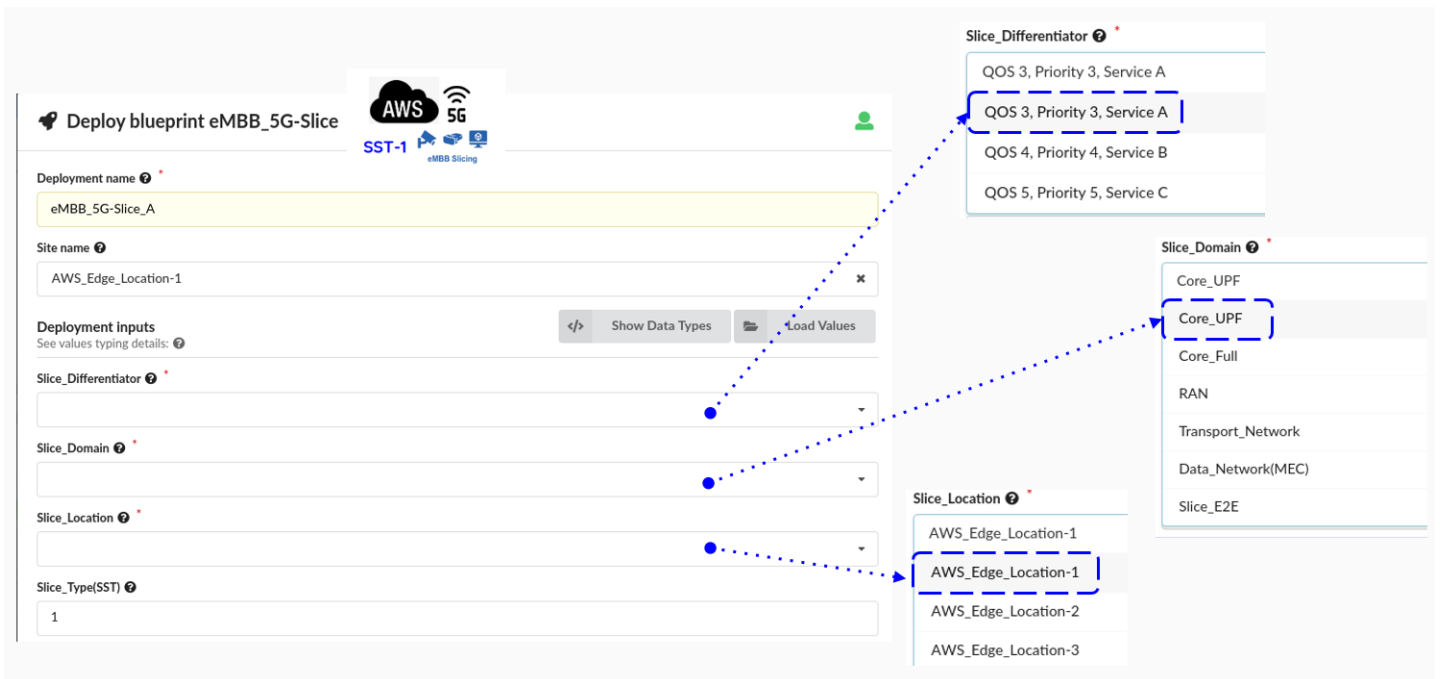 Deploy blueprint eMBB_5G-Slice
AWS
5G
SST-1
eMBB Slicing
Deployment name *
eMBB_5G-Slice_A
Site name
AWS_Edge_Location-1
Deployment inputs
See values typing details:
</> Show Data Types
Load Values
Slice_Differentiator *
Slice_Domain *
Slice_Location *
Slice_Type(SST)
1
Slice_Differentiator *
QOS 3, Priority 3, Service A
QOS 3, Priority 3, Service A
QOS 4, Priority 4, Service B
QOS 5, Priority 5, Service C
Slice_Domain *
Core_UPF
Core_UPF
Core_Full
RAN
Transport_Network
Data_Network(MEC)
Slice_E2E
Slice_Location *
AWS_Edge_Location-1
AWS_Edge_Location-1
AWS_Edge_Location-2
AWS_Edge_Location-3